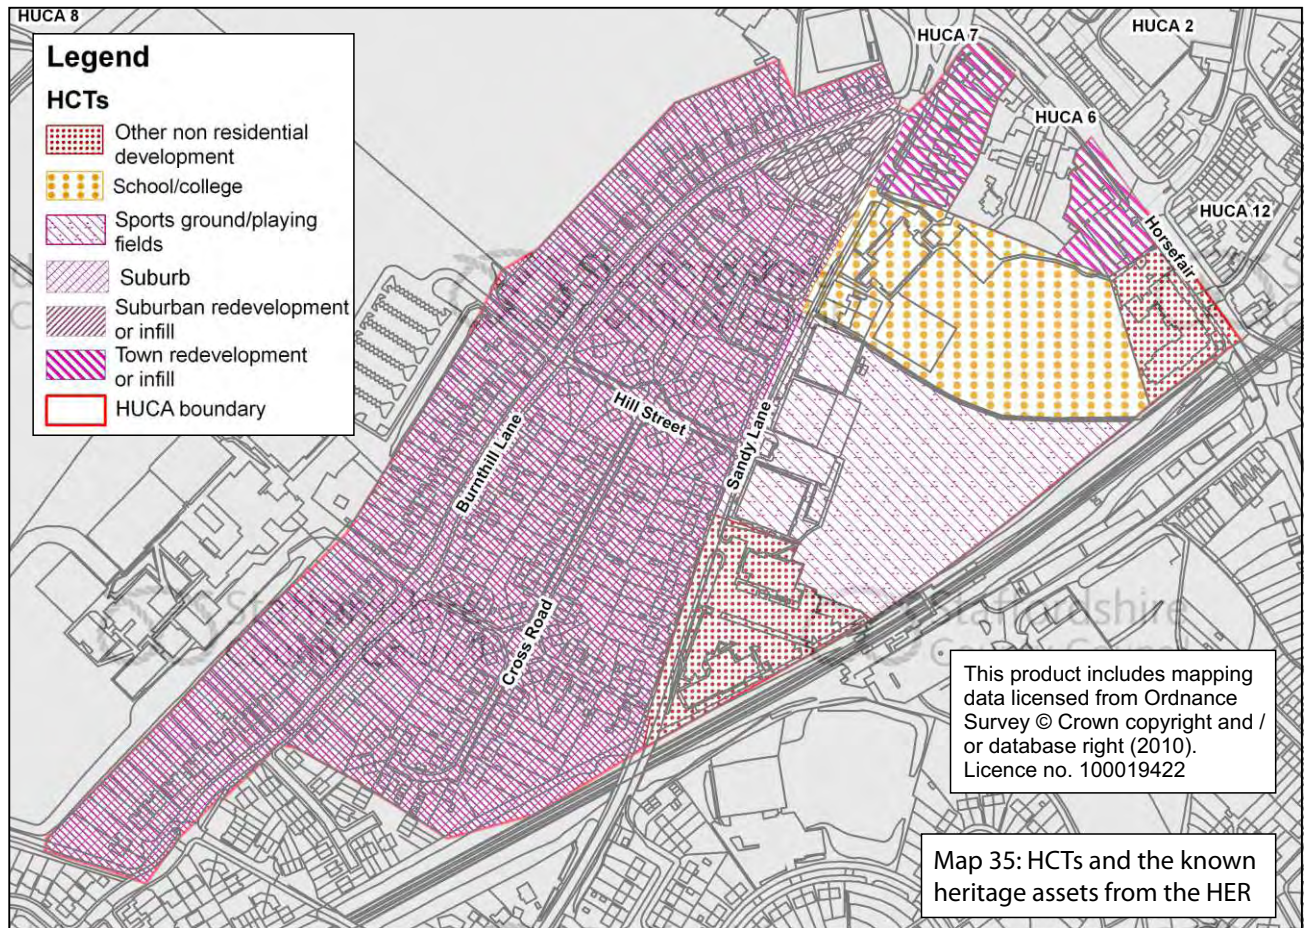 HUCA 8
Legend
HCTs
Other non residential
development
School/college
Sports ground/playing
fields
Suburb
Suburban redevelopment
or infill
Town redevelopment
or infill
HUCA boundary
HUCA 7
HUCA 2
HUCA 6
HUCA 12
Horsefair
Hill Street
Burnthill Lane
Sandy Lane
Cross Road
Staffordshire
This product includes mapping
data licensed from Ordnance
Survey © Crown copyright and /
or database right (2010).
Licence no. 100019422
Map 35: HCTs and the known
heritage assets from the HER